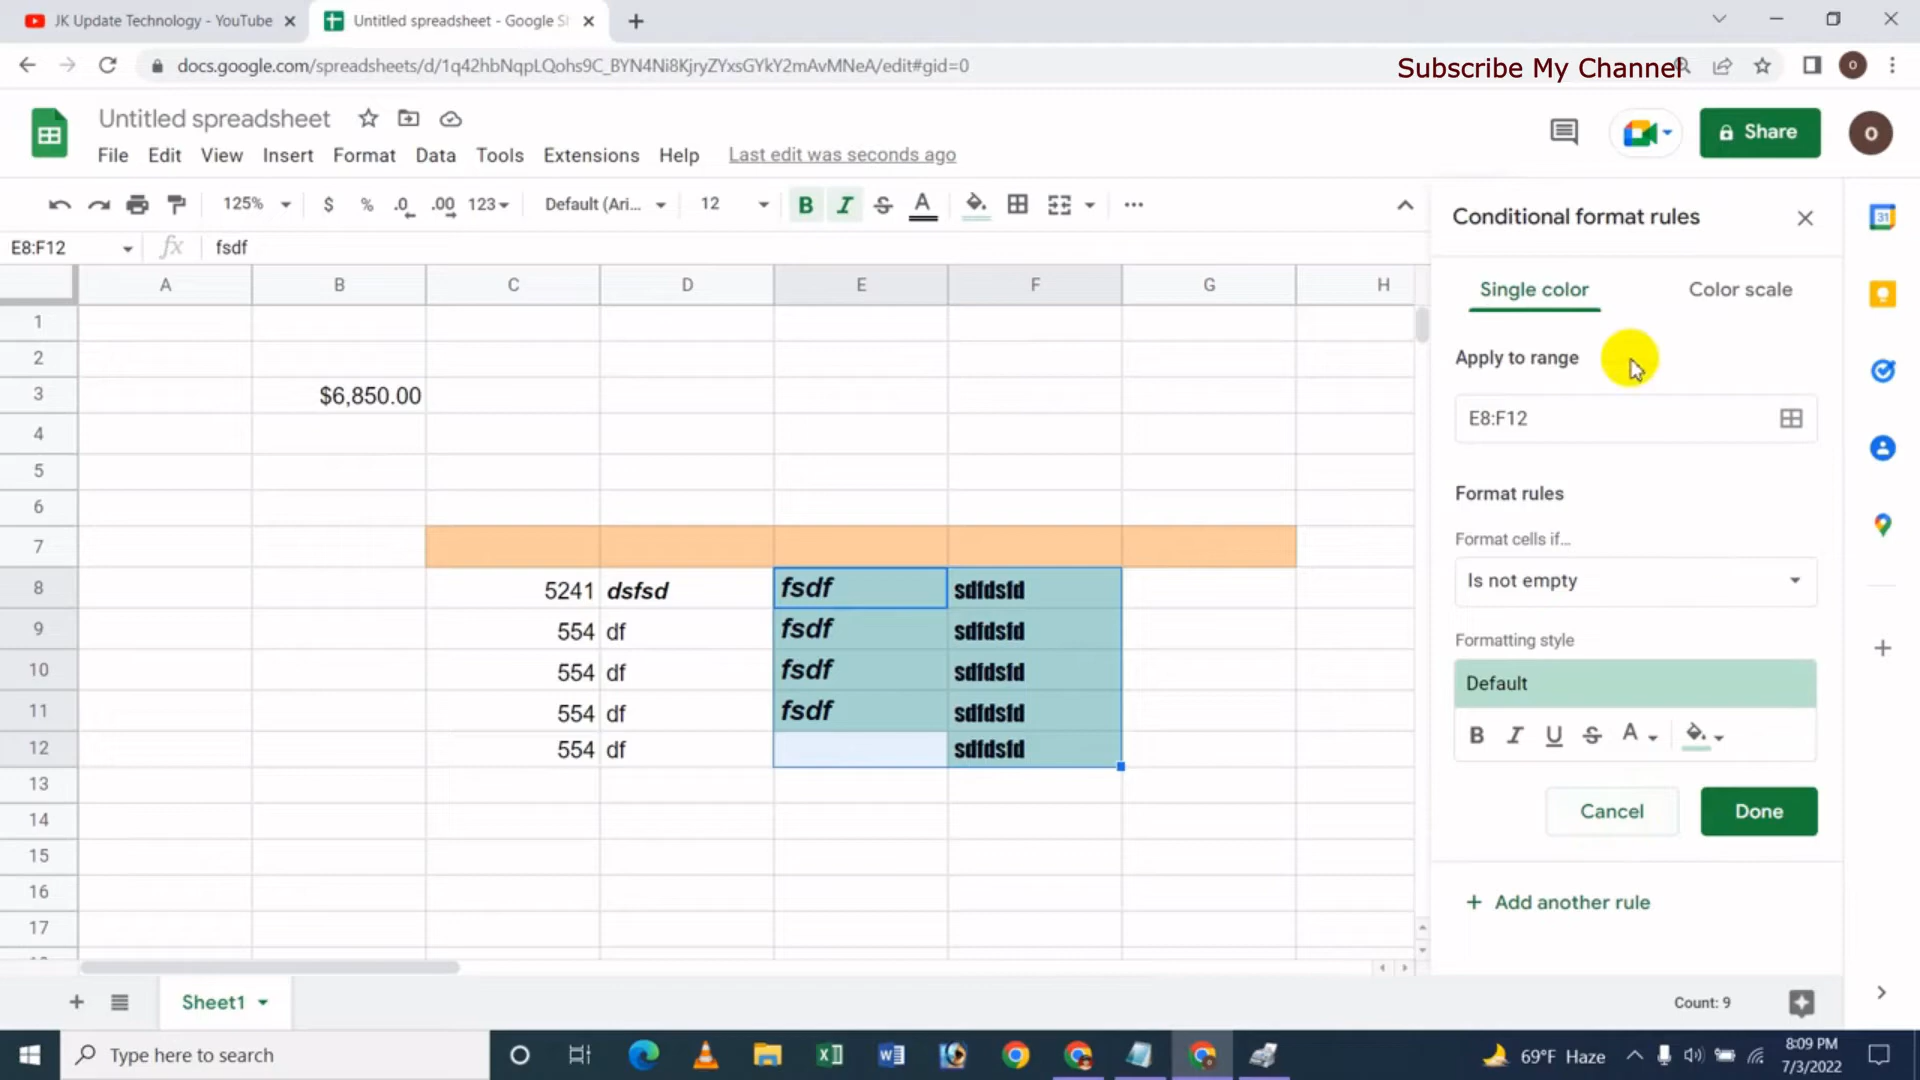 JK Update Technology - YouTube
Untitled spreadsheet - Google Sh
docs.google.com/spreadsheets/d/1q42hbNqpLQohs9C_BYN4Ni8KjryZYxsGYkY2mAvMNeA/edit#gid=0
Subscribe My Channel
O
Untitled spreadsheet
File Edit View Insert Format Data Tools Extensions Help Last edit was seconds ago
Share
O
125% $ % .0 .00 123 Default (Ari... 12 B I S A
E8:F12 fx fsdf
A B C D E F G H
1
2
3 $6,850.00
4
5
6
7
8 5241 dsfsd fsdf sdfdsfd
9 554 df fsdf sdfdsfd
10 554 df fsdf sdfdsfd
11 554 df fsdf sdfdsfd
12 554 df sdfdsfd
13
14
15
16
17
Conditional format rules
Single color Color scale
Apply to range
E8:F12
Format rules
Format cells if...
Is not empty
Formatting style
Default
B I U S A
Cancel Done
+ Add another rule
31
Sheet1
Count: 9
Type here to search
69°F Haze
8:09 PM
7/3/2022